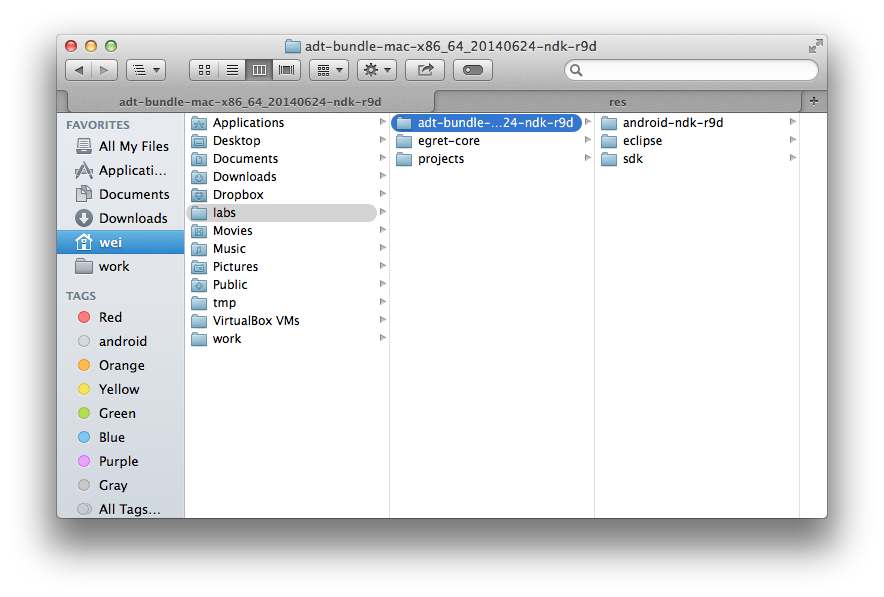 adt-bundle-mac-x86_64_20140624-ndk-r9d
adt-bundle-mac-x86_64_20140624-ndk-r9d
res
+
FAVORITES
All My Files
Applicati...
Documents
Downloads
wei
work
TAGS
Red
android
Orange
Yellow
Green
Blue
Purple
Gray
All Tags...
Applications
Desktop
Documents
Downloads
Dropbox
labs
Movies
Music
Pictures
Public
tmp
VirtualBox VMs
work
adt-bundle-...24-ndk-r9d
egret-core
projects
android-ndk-r9d
eclipse
sdk